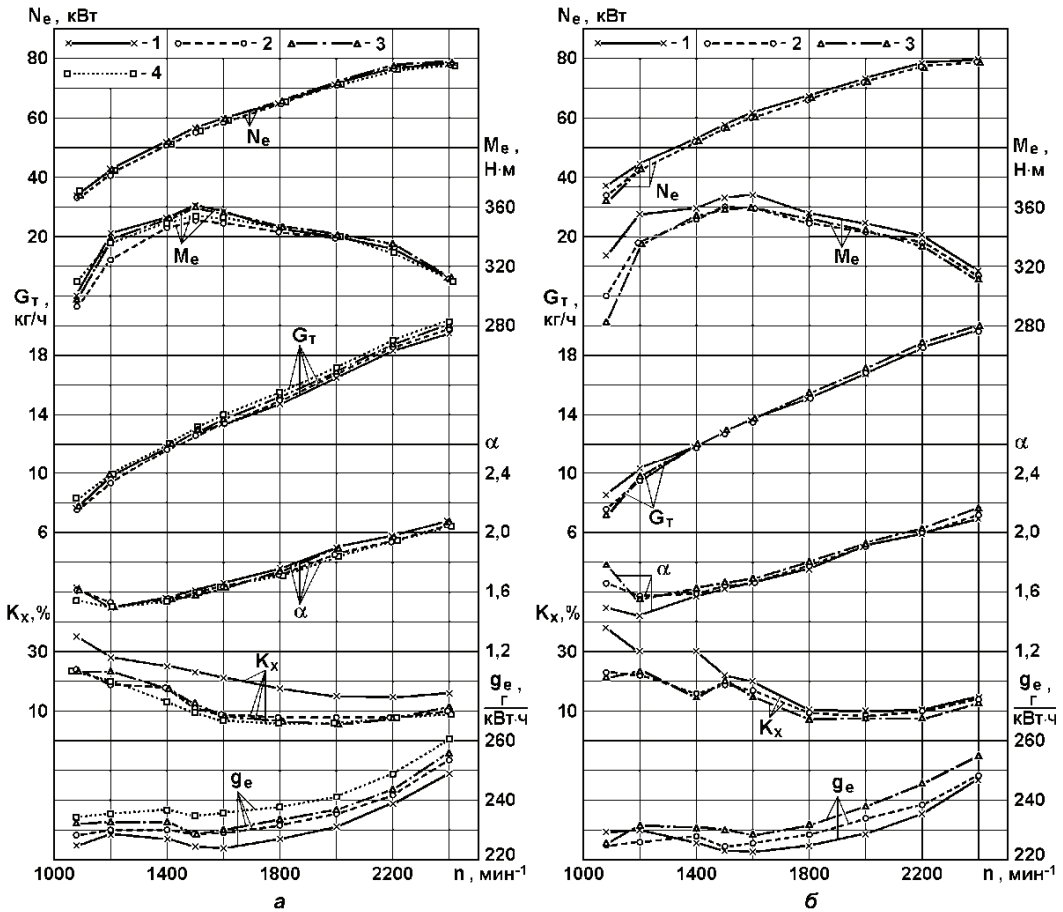 Nе, кВт
1 2 3
4
80
60
40
20
Nе
Mе,
Н·м
360
320
280
Mе
Gт,
кг/ч
18
14
10
6
Gт
α
2,4
2,0
1,6
1,2
α
Kх,%
30
10
Kх
gе,
г
кВт·ч
260
240
220
gе
1000 1400 1800 2200 n, мин⁻¹
а
Nе, кВт
1 2 3
80
60
40
20
Nе
Mе,
Н·м
360
320
280
Mе
Gт,
кг/ч
18
14
10
6
Gт
α
2,4
2,0
1,6
1,2
α
Kх,%
30
10
Kх
gе,
г
кВт·ч
260
240
220
gе
1000 1400 1800 2200 n, мин⁻¹
б